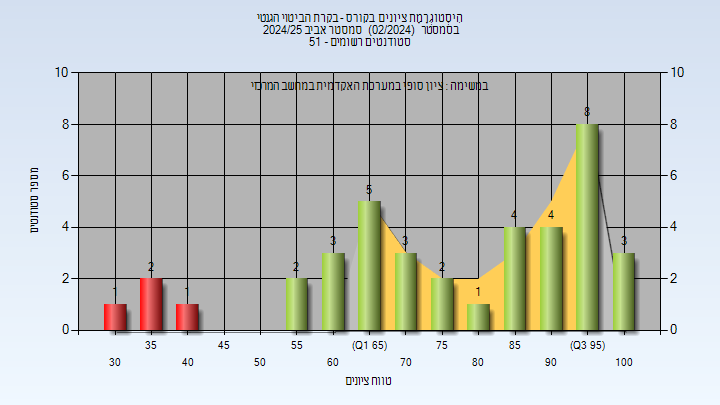 הִיסטוּגְרָמַת ציונים בקורס - בקרת הביטוי הגנטי
בסמסטר (02/2024) סמסטר אביב 2024/25
סטודנטים רשומים - 51
במשימה : ציון סופי במערכת האקדמית במחשב המרכזי
10 10
8 8
6 6
4 4
2 2
0 0
מספר סטודנטים
1 2 1 2 3 5 3 2 1 4 4 8 3
35 45 55 (Q1 65) 75 85 (Q3 95)
30 40 50 60 70 80 90 100
טווח ציונים